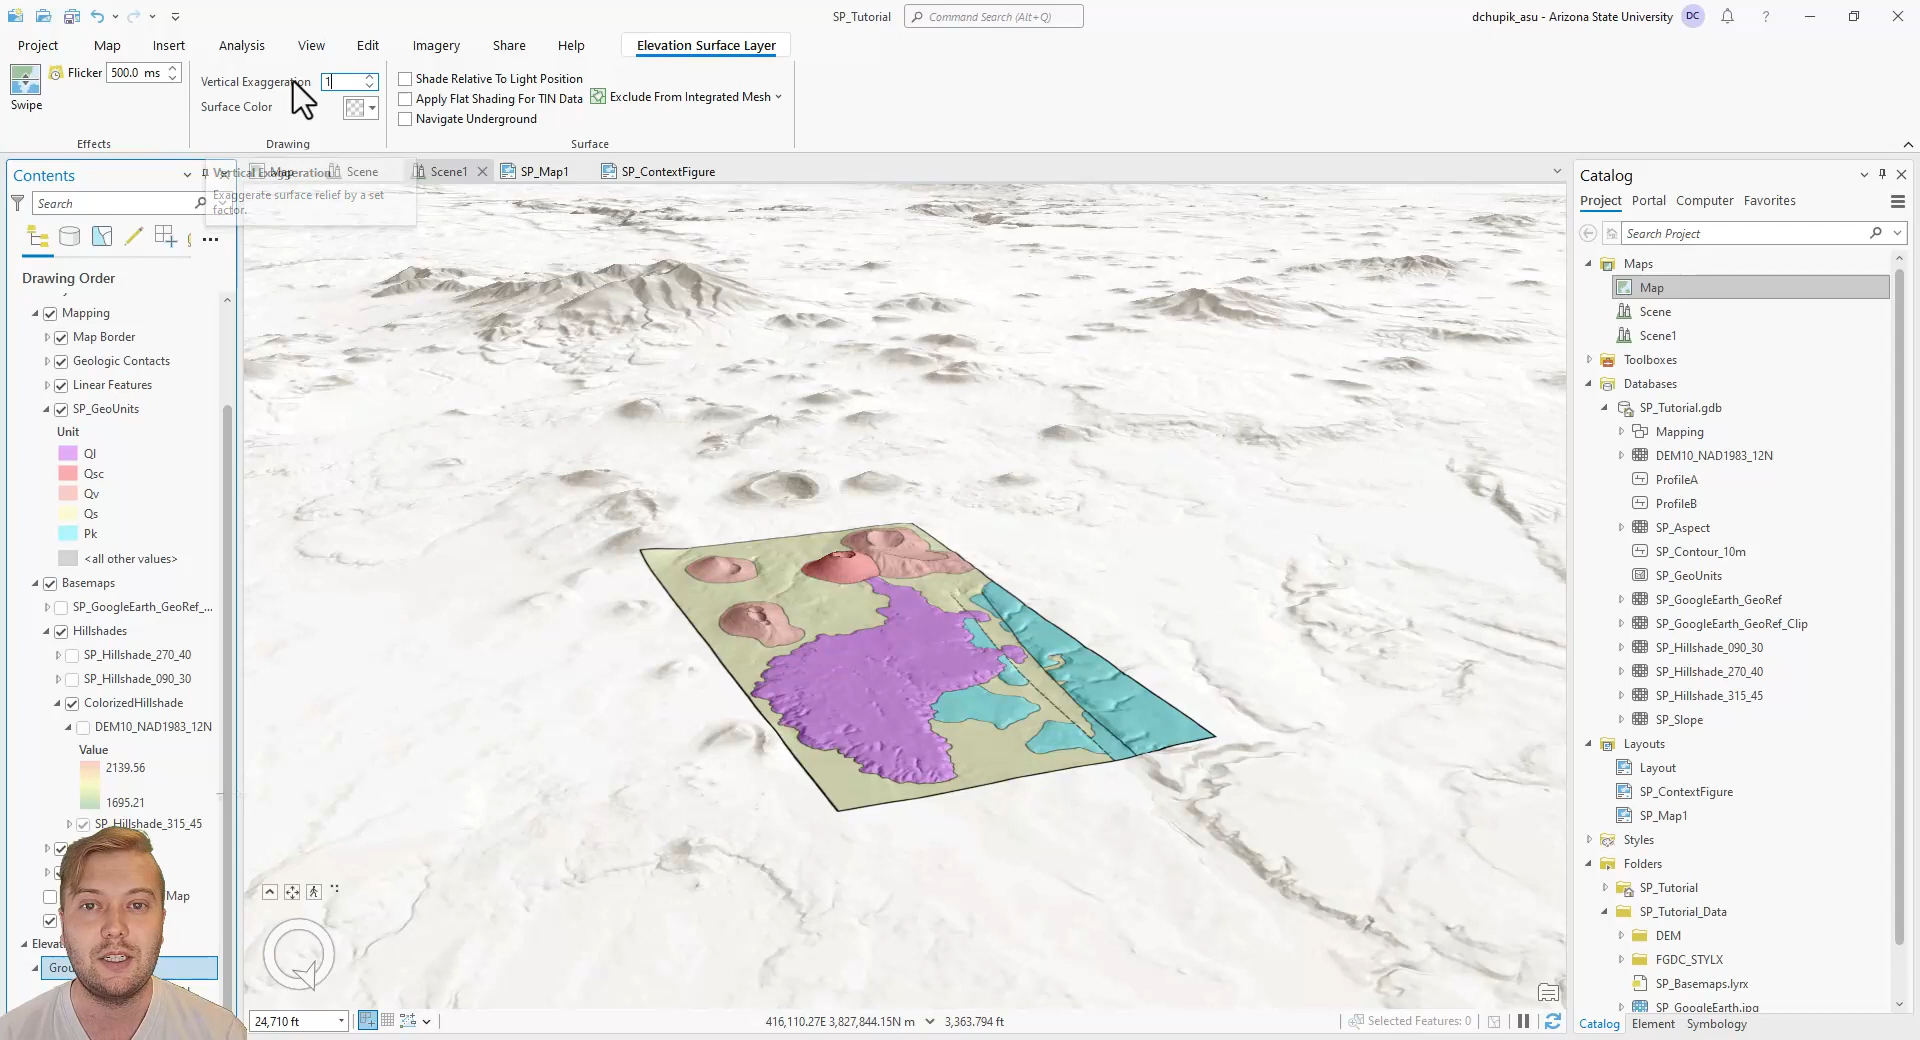 SP_Tutorial
Command Search (Alt+Q)
dchupik_asu - Arizona State University
DC
?
Project
Map
Insert
Analysis
View
Edit
Imagery
Share
Help
Elevation Surface Layer
Swipe
Flicker
500.0 ms
Effects
Vertical Exaggeration
1
Surface Color
Drawing
Shade Relative To Light Position
Apply Flat Shading For TIN Data
Navigate Underground
Exclude From Integrated Mesh
Surface
Contents
Search
Drawing Order
Mapping
Map Border
Geologic Contacts
Linear Features
SP_GeoUnits
Unit
Ql
Qsc
Qv
Qs
Pk
<all other values>
Basemaps
SP_GoogleEarth_GeoRef_...
Hillshades
SP_Hillshade_270_40
SP_Hillshade_090_30
ColorizedHillshade
DEM10_NAD1983_12N
Value
2139.56
1695.21
SP_Hillshade_315_45
Map
Elevati
Grou
Map
Scene
Scene1
SP_Map1
SP_ContextFigure
Vertical Exaggeration
Exaggerate surface relief by a set
factor.
24,710 ft
416,110.27E 3,827,844.15N m
3,363.794 ft
Selected Features: 0
Catalog
Project
Portal
Computer
Favorites
Search Project
Maps
Map
Scene
Scene1
Toolboxes
Databases
SP_Tutorial.gdb
Mapping
DEM10_NAD1983_12N
ProfileA
ProfileB
SP_Aspect
SP_Contour_10m
SP_GeoUnits
SP_GoogleEarth_GeoRef
SP_GoogleEarth_GeoRef_Clip
SP_Hillshade_090_30
SP_Hillshade_270_40
SP_Hillshade_315_45
SP_Slope
Layouts
Layout
SP_ContextFigure
SP_Map1
Styles
Folders
SP_Tutorial
SP_Tutorial_Data
DEM
FGDC_STYLX
SP_Basemaps.lyrx
SP_GoogleEarth.jpg
Catalog
Element
Symbology